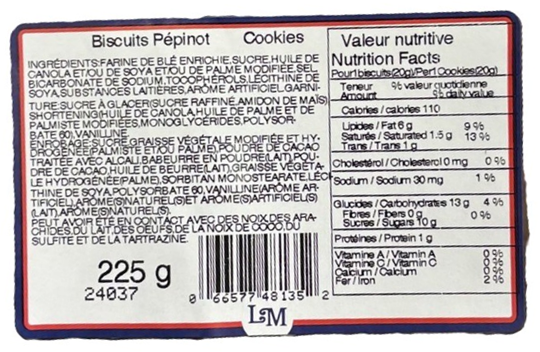 Biscuits Pépinot Cookies
INGRÉDIENTS:FARINE DE BLÉ ENRICHIE,SUCRE,HUILE DE
CANOLA ET/OU DE SOYA ET/OU DE PALME MODIFIÉE,SEL,
BICARBONATE DE SODIUM,TOCOPHÉROLS,LÉCITHINE DE
SOYA,SUBSTANCES LAITIÈRES,ARÔME ARTIFICIEL.GARNI-
TURE:SUCRE À GLACER(SUCRE RAFFINÉ,AMIDON DE MAÏS)
SHORTENING(HUILE DE CANOLA,HUILE DE PALME ET DE
PALMISTE MODIFIÉES,MONOGLYCÉRIDES,POLYSOR-
BATE 60),VANILLINE.
ENROBAGE:SUCRE,GRAISSE VÉGÉTALE MODIFIÉE ET HY-
DROGÉNÉE(PALMISTE ET/OU PALME),POUDRE DE CACAO
TRAITÉE AVEC ALCALI,BABEURRE EN POUDRE(LAIT),POU-
DRE DE CACAO,HUILE DE BEURRE(LAIT),GRAISSE VÉGÉTA-
LE HYDROGÉNÉE(PALME),SORBITAN MONOSTÉARATE,LÉCI
THINE DE SOYA,POLYSORBATE 60,VANILLINE(ARÔME AR-
TIFICIEL),ARÔME(S)NATUREL(S)ET ARÔME(S)ARTIFICIEL(S)
(LAIT),ARÔME(S)NATUREL(S).
PEUT AVOIR ÉTÉ EN CONTACT AVEC DES NOIX,DES ARA-
CHIDES,DU LAIT,DES OEUFS,DE LA NOIX DE COCO,DU
SULFITE ET DE LA TARTRAZINE.
225 g
24037
0 66577 48135 2
LM
Valeur nutritive
Nutrition Facts
Pour 1 biscuits(20g)/Per 1 Cookies(20g)
Teneur % valeur quotidienne
Amount % daily value
Calories / calories 110
Lipides / Fat 6 g 9 %
Saturés / Saturated 1.5 g 13 %
Trans / Trans 1 g
Cholestérol / Cholesterol 0 mg 0 %
Sodium / Sodium 30 mg 1 %
Glucides / Carbohydrates 13 g 4 %
Fibres / Fibers 0 g 0 %
Sucres / Sugars 10 g
Protéines / Protein 1 g
Vitamine A / Vitamin A 0 %
Vitamine C / Vitamin C 0 %
Calcium / Calcium 0 %
Fer / Iron 2 %